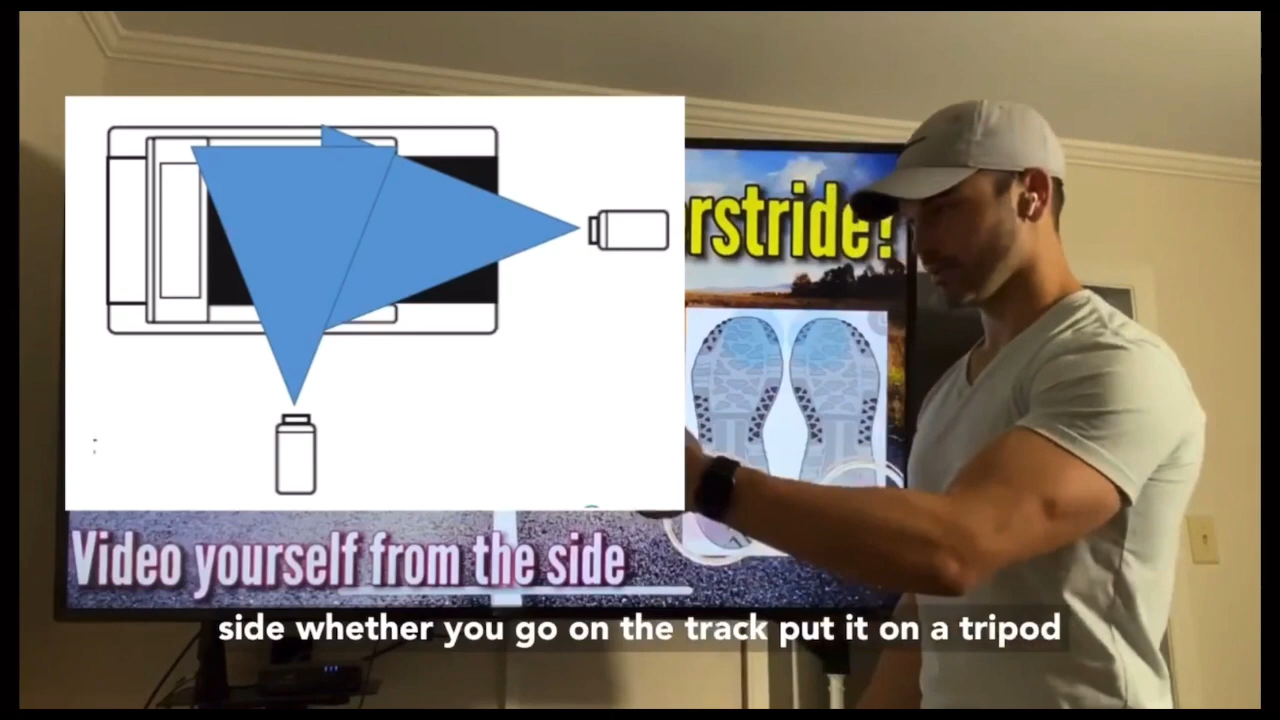 rstride?
Video yourself from the side
side whether you go on the track put it on a tripod